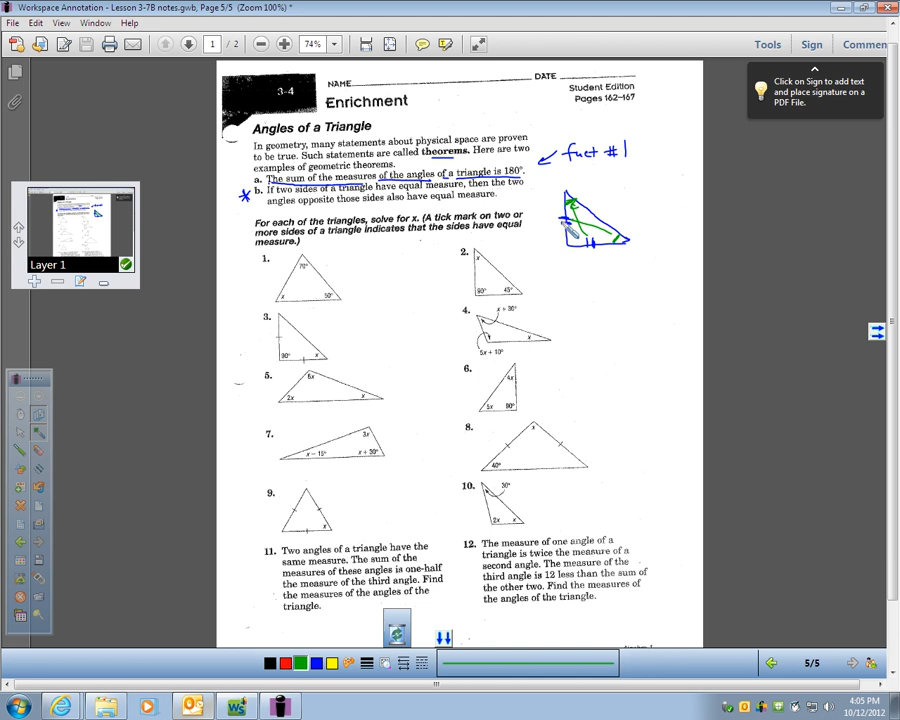 Workspace Annotation - Lesson 3-7B notes.gwb, Page 5/5 (Zoom 100%) *
File Edit View Window Help
1 / 2
74%
Tools Sign Commen
Click on Sign to add text
and place signature on a
PDF File.
3-4
NAME
DATE
Enrichment
Student Edition
Pages 162–167
Angles of a Triangle
In geometry, many statements about physical space are proven
to be true. Such statements are called theorems. Here are two
examples of geometric theorems.
a. The sum of the measures of the angles of a triangle is 180°.
b. If two sides of a triangle have equal measure, then the two
angles opposite those sides also have equal measure.
fact #1
For each of the triangles, solve for x. (A tick mark on two or
more sides of a triangle indicates that the sides have equal
measure.)
Layer 1
1.
70°
x
50°
2.
x
90°
45°
3.
90°
x
4.
x + 30°
x
5x + 10°
5.
6x
2x
x
6.
4x
5x
90°
7.
3x
x – 15°
x + 30°
8.
x
40°
9.
x
10.
30°
2x
x
11. Two angles of a triangle have the
same measure. The sum of the
measures of these angles is one-half
the measure of the third angle. Find
the measures of the angles of the
triangle.
12. The measure of one angle of a
triangle is twice the measure of a
second angle. The measure of the
third angle is 12 less than the sum of
the other two. Find the measures of
the angles of the triangle.
5/5
4:05 PM
10/12/2012